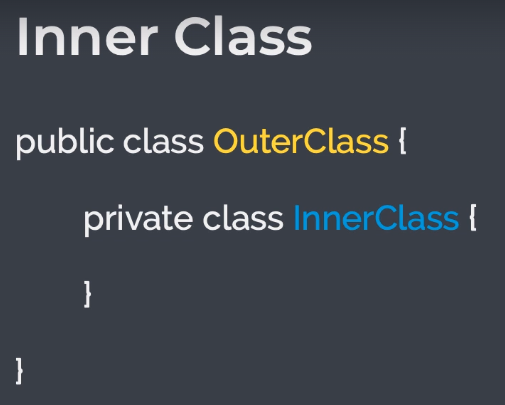 Inner Class
public class OuterClass {
private class InnerClass {
}
}